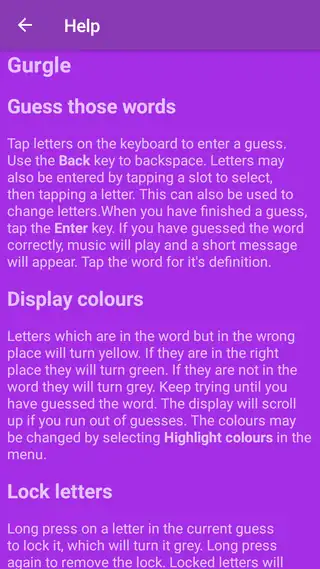 Help
Gurgle
Guess those words
Tap letters on the keyboard to enter a guess.
Use the Back key to backspace. Letters may
also be entered by tapping a slot to select,
then tapping a letter. This can also be used to
change letters.When you have finished a guess,
tap the Enter key. If you have guessed the word
correctly, music will play and a short message
will appear. Tap the word for it's definition.
Display colours
Letters which are in the word but in the wrong
place will turn yellow. If they are in the right
place they will turn green. If they are not in the
word they will turn grey. Keep trying until you
have guessed the word. The display will scroll
up if you run out of guesses. The colours may
be changed by selecting Highlight colours in the
menu.
Lock letters
Long press on a letter in the current guess
to lock it, which will turn it grey. Long press
again to remove the lock. Locked letters will